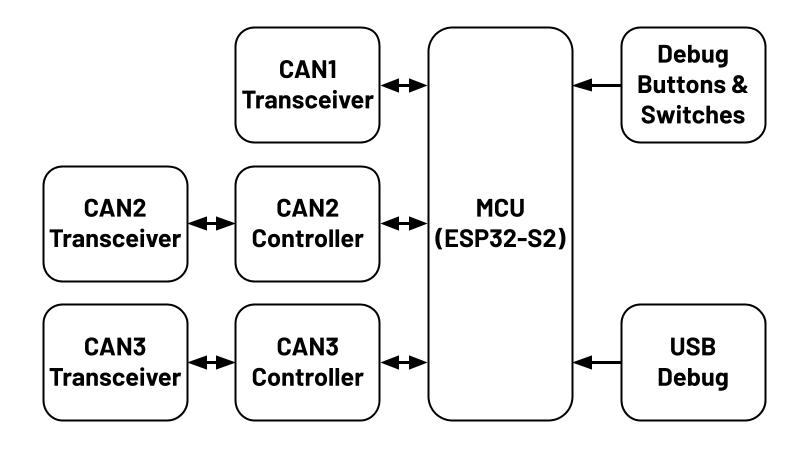 CAN1
Transceiver
Debug
Buttons &
Switches
CAN2
Transceiver
CAN2
Controller
MCU
(ESP32-S2)
CAN3
Transceiver
CAN3
Controller
USB
Debug